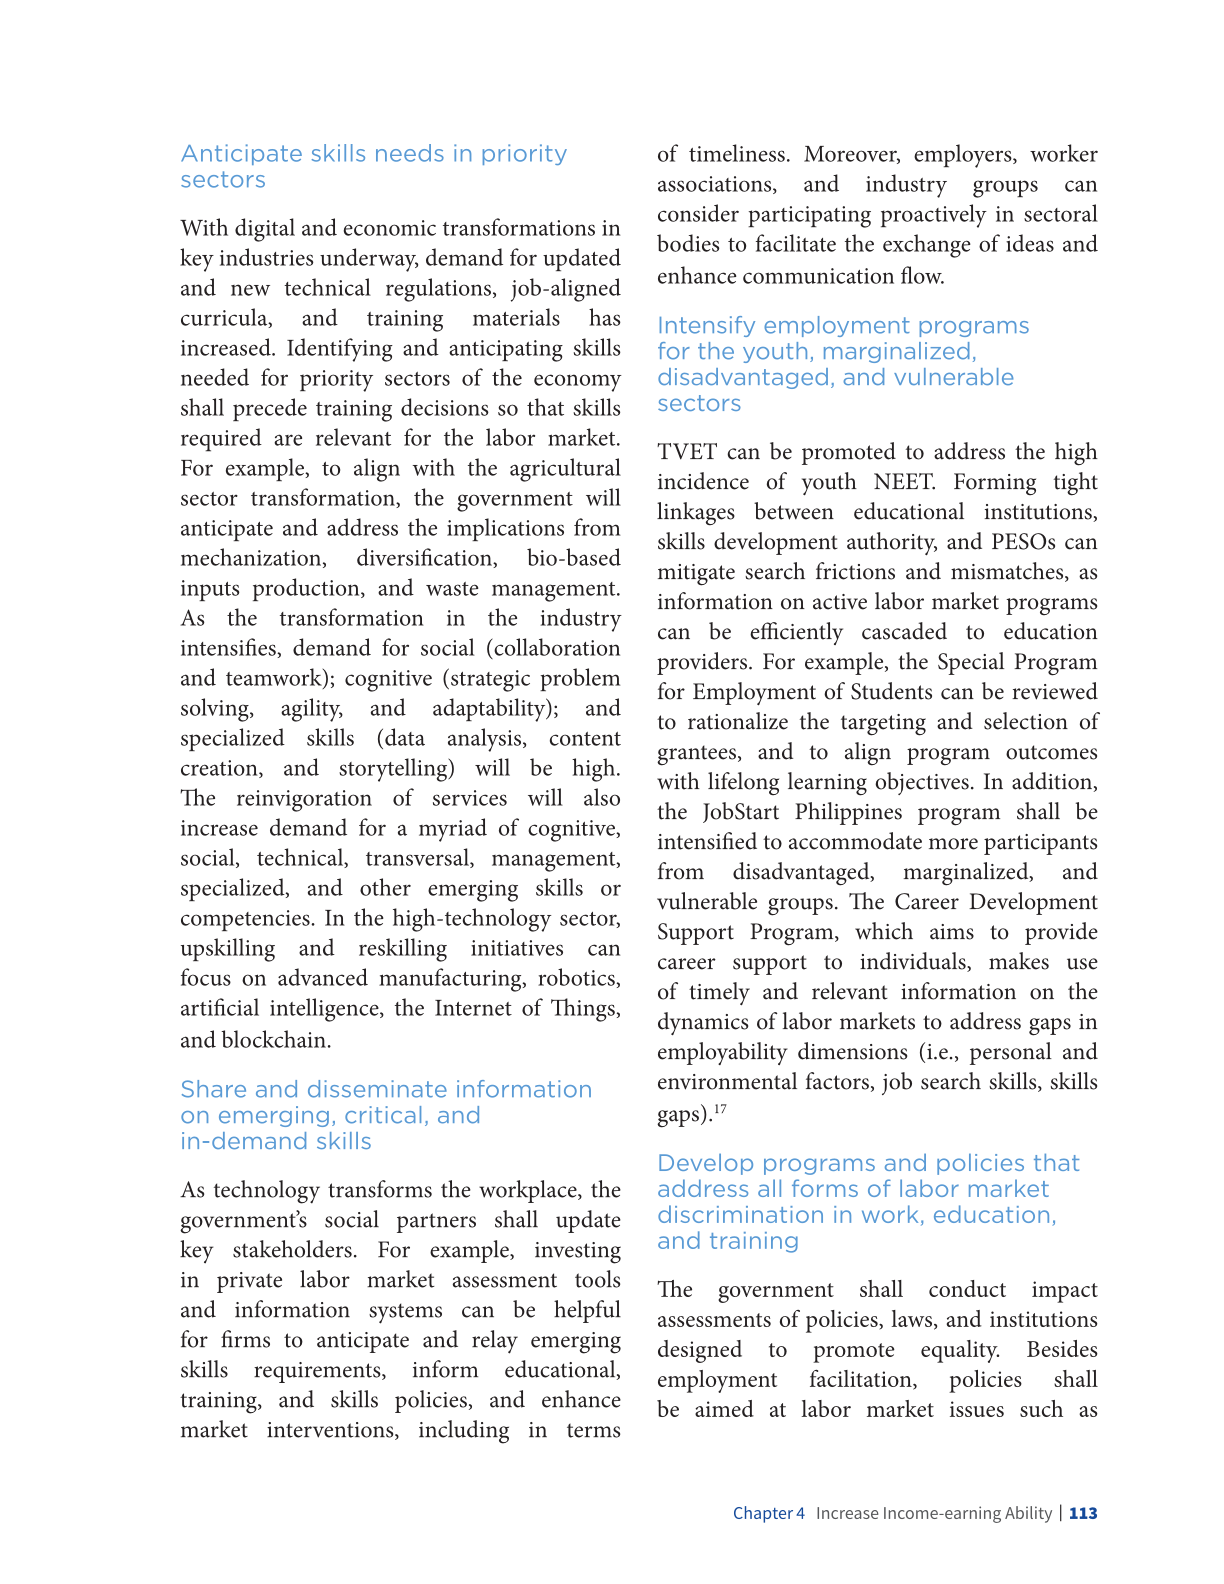 Anticipate skills needs in priority
sectors
With digital and economic transformations in
key industries underway, demand for updated
and new technical regulations, job-aligned
curricula, and training materials has
increased. Identifying and anticipating skills
needed for priority sectors of the economy
shall precede training decisions so that skills
required are relevant for the labor market.
For example, to align with the agricultural
sector transformation, the government will
anticipate and address the implications from
mechanization, diversification, bio-based
inputs production, and waste management.
As the transformation in the industry
intensifies, demand for social (collaboration
and teamwork); cognitive (strategic problem
solving, agility, and adaptability); and
specialized skills (data analysis, content
creation, and storytelling) will be high.
The reinvigoration of services will also
increase demand for a myriad of cognitive,
social, technical, transversal, management,
specialized, and other emerging skills or
competencies. In the high-technology sector,
upskilling and reskilling initiatives can
focus on advanced manufacturing, robotics,
artificial intelligence, the Internet of Things,
and blockchain.
Share and disseminate information
on emerging, critical, and
in-demand skills
As technology transforms the workplace, the
government’s social partners shall update
key stakeholders. For example, investing
in private labor market assessment tools
and information systems can be helpful
for firms to anticipate and relay emerging
skills requirements, inform educational,
training, and skills policies, and enhance
market interventions, including in terms
of timeliness. Moreover, employers, worker
associations, and industry groups can
consider participating proactively in sectoral
bodies to facilitate the exchange of ideas and
enhance communication flow.
Intensify employment programs
for the youth, marginalized,
disadvantaged, and vulnerable
sectors
TVET can be promoted to address the high
incidence of youth NEET. Forming tight
linkages between educational institutions,
skills development authority, and PESOs can
mitigate search frictions and mismatches, as
information on active labor market programs
can be efficiently cascaded to education
providers. For example, the Special Program
for Employment of Students can be reviewed
to rationalize the targeting and selection of
grantees, and to align program outcomes
with lifelong learning objectives. In addition,
the JobStart Philippines program shall be
intensified to accommodate more participants
from disadvantaged, marginalized, and
vulnerable groups. The Career Development
Support Program, which aims to provide
career support to individuals, makes use
of timely and relevant information on the
dynamics of labor markets to address gaps in
employability dimensions (i.e., personal and
environmental factors, job search skills, skills
gaps).17
Develop programs and policies that
address all forms of labor market
discrimination in work, education,
and training
The government shall conduct impact
assessments of policies, laws, and institutions
designed to promote equality. Besides
employment facilitation, policies shall
be aimed at labor market issues such as
Chapter 4 Increase Income-earning Ability | 113